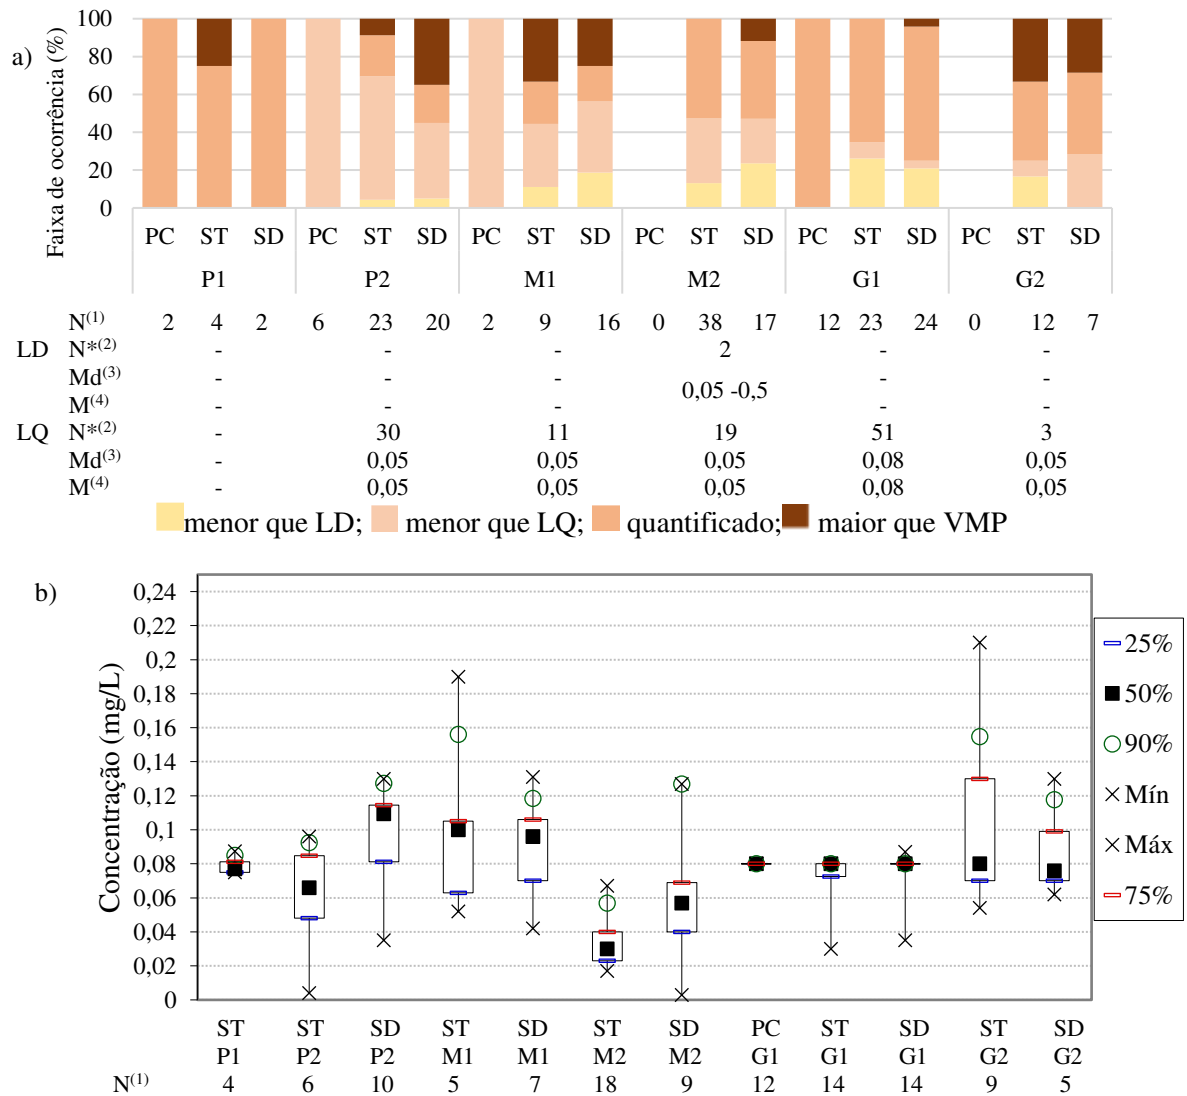 a)
Faixa de ocorrência (%)
100
80
60
40
20
0
PC ST SD PC ST SD PC ST SD PC ST SD PC ST SD PC ST SD
P1 P2 M1 M2 G1 G2
N(1) 2 4 2 6 23 20 2 9 16 0 38 17 12 23 24 0 12 7
LD N*(2) - - - 2 - -
Md(3) - - - 0,05 -0,5 - -
M(4) - - - - -
LQ N*(2) - 30 11 19 51 3
Md(3) - 0,05 0,05 0,05 0,08 0,05
M(4) - 0,05 0,05 0,05 0,08 0,05
menor que LD; menor que LQ; quantificado; maior que VMP
b)
Concentração (mg/L)
0,24
0,22
0,2
0,18
0,16
0,14
0,12
0,1
0,08
0,06
0,04
0,02
0
25%
50%
90%
Mín
Máx
75%
ST ST SD ST SD ST SD PC ST SD ST SD
P1 P2 P2 M1 M1 M2 M2 G1 G1 G1 G2 G2
N(1) 4 6 10 5 7 18 9 12 14 14 9 5